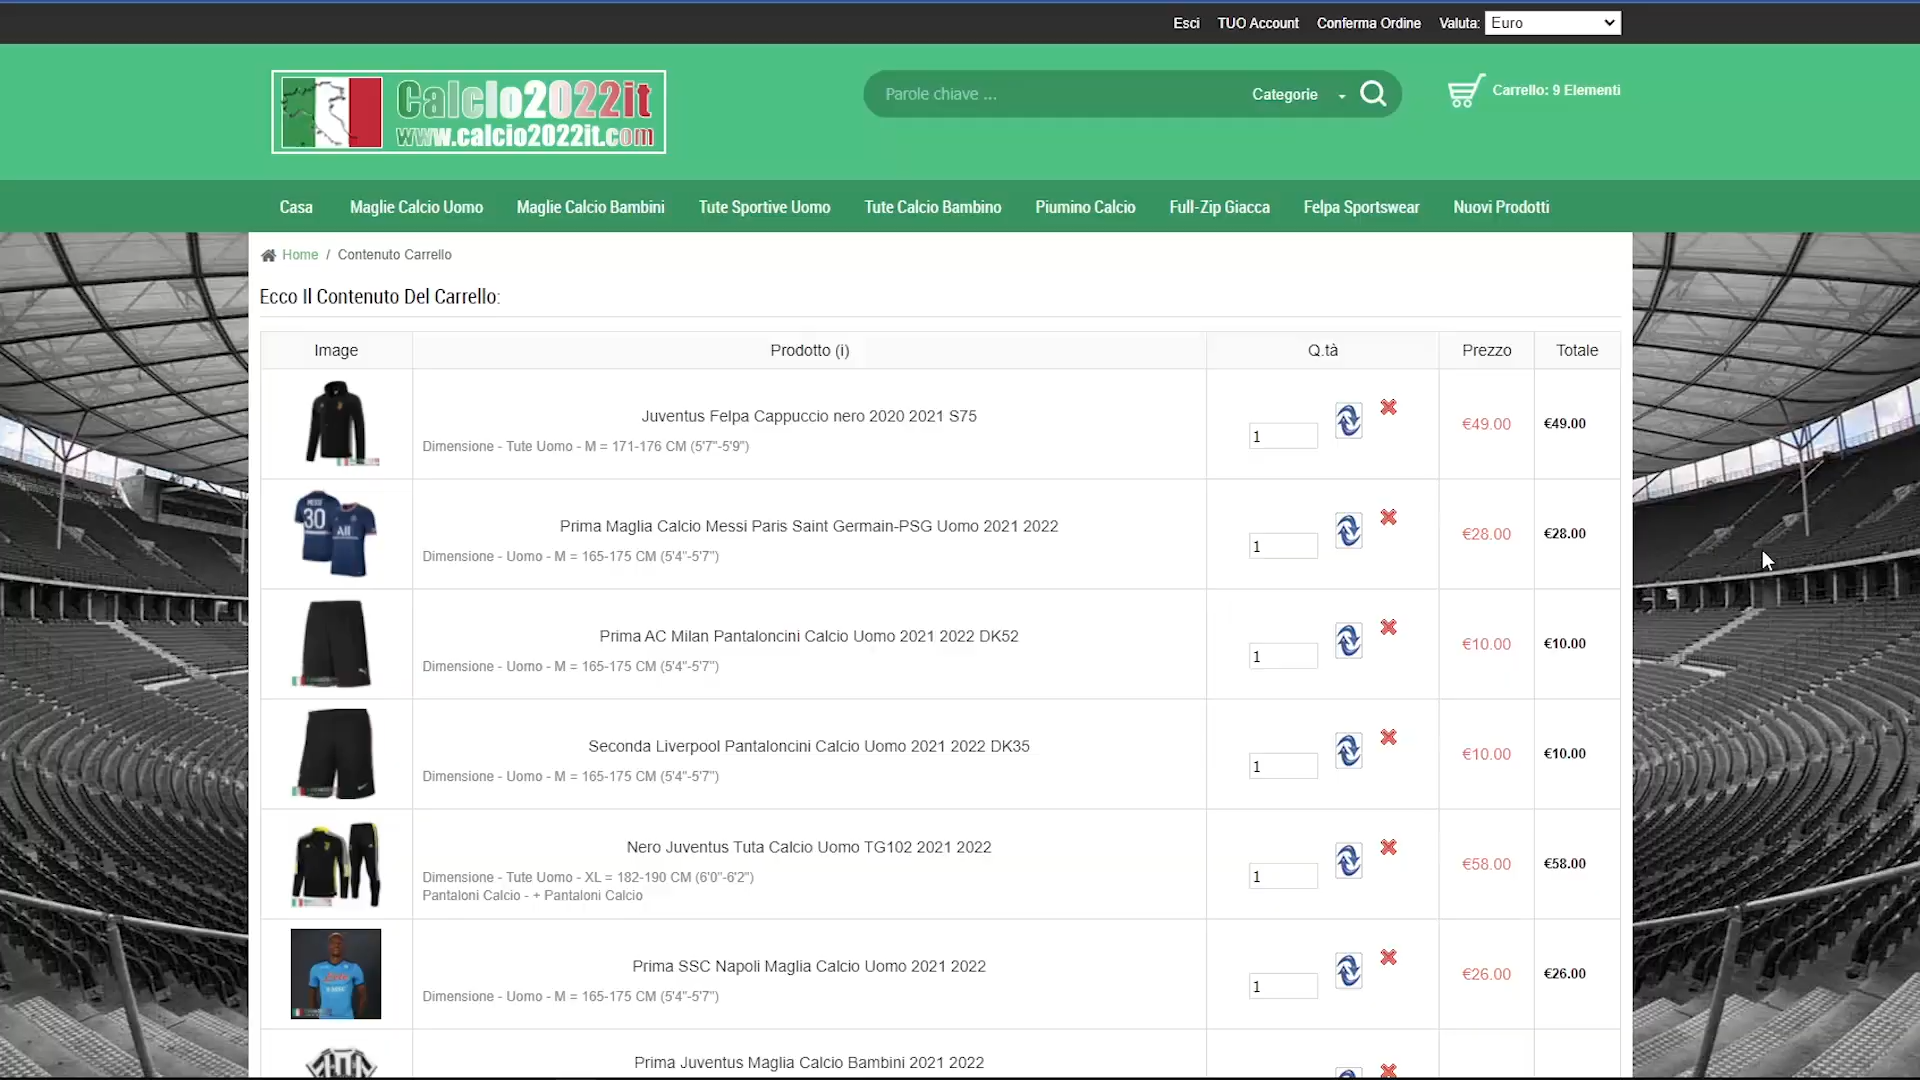 Esci TUO Account Conferma Ordine Valuta: Euro
Calcio2022it
www.calcio2022it.com
Parole chiave ... Categorie
Carrello: 9 Elementi
Casa Maglie Calcio Uomo Maglie Calcio Bambini Tute Sportive Uomo Tute Calcio Bambino Piumino Calcio Full-Zip Giacca Felpa Sportswear Nuovi Prodotti
Home / Contenuto Carrello
Ecco Il Contenuto Del Carrello:
Image Prodotto (i) Q.tà Prezzo Totale
Juventus Felpa Cappuccio nero 2020 2021 S75
Dimensione - Tute Uomo - M = 171-176 CM (5'7"-5'9")
1 €49.00 €49.00
MESSI
30
All
Prima Maglia Calcio Messi Paris Saint Germain-PSG Uomo 2021 2022
Dimensione - Uomo - M = 165-175 CM (5'4"-5'7")
1 €28.00 €28.00
Prima AC Milan Pantaloncini Calcio Uomo 2021 2022 DK52
Dimensione - Uomo - M = 165-175 CM (5'4"-5'7")
1 €10.00 €10.00
Seconda Liverpool Pantaloncini Calcio Uomo 2021 2022 DK35
Dimensione - Uomo - M = 165-175 CM (5'4"-5'7")
1 €10.00 €10.00
Nero Juventus Tuta Calcio Uomo TG102 2021 2022
Dimensione - Tute Uomo - XL = 182-190 CM (6'0"-6'2")
Pantaloni Calcio - + Pantaloni Calcio
1 €58.00 €58.00
Prima SSC Napoli Maglia Calcio Uomo 2021 2022
Dimensione - Uomo - M = 165-175 CM (5'4"-5'7")
1 €26.00 €26.00
Prima Juventus Maglia Calcio Bambini 2021 2022